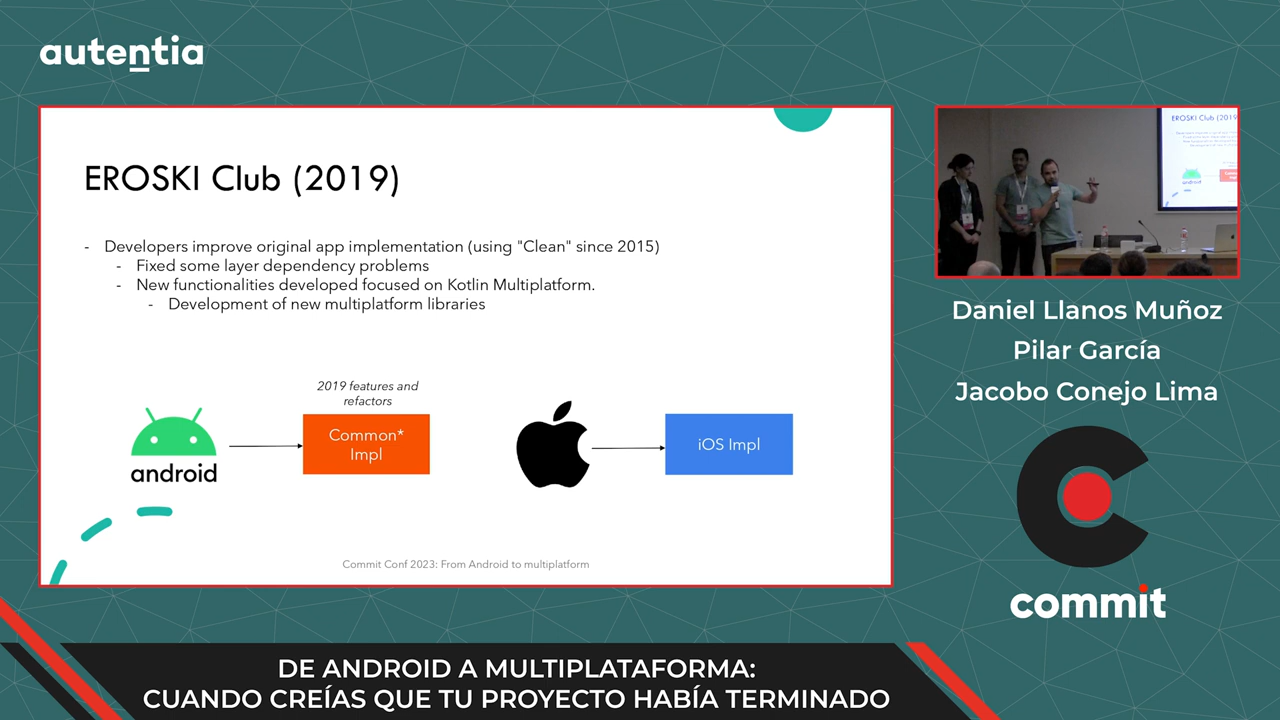 autentia
EROSKI Club (2019)
- Developers improve original app implementation (using "Clean" since 2015)
- Fixed some layer dependency problems
- New functionalities developed focused on Kotlin Multiplatform.
- Development of new multiplatform libraries
2019 features and
refactors
Common*
Impl
iOS Impl
android
Commit Conf 2023: From Android to multiplatform
EROSKI Club (2019
Daniel Llanos Muñoz
Pilar García
Jacobo Conejo Lima
commit
DE ANDROID A MULTIPLATAFORMA:
CUANDO CREÍAS QUE TU PROYECTO HABÍA TERMINADO